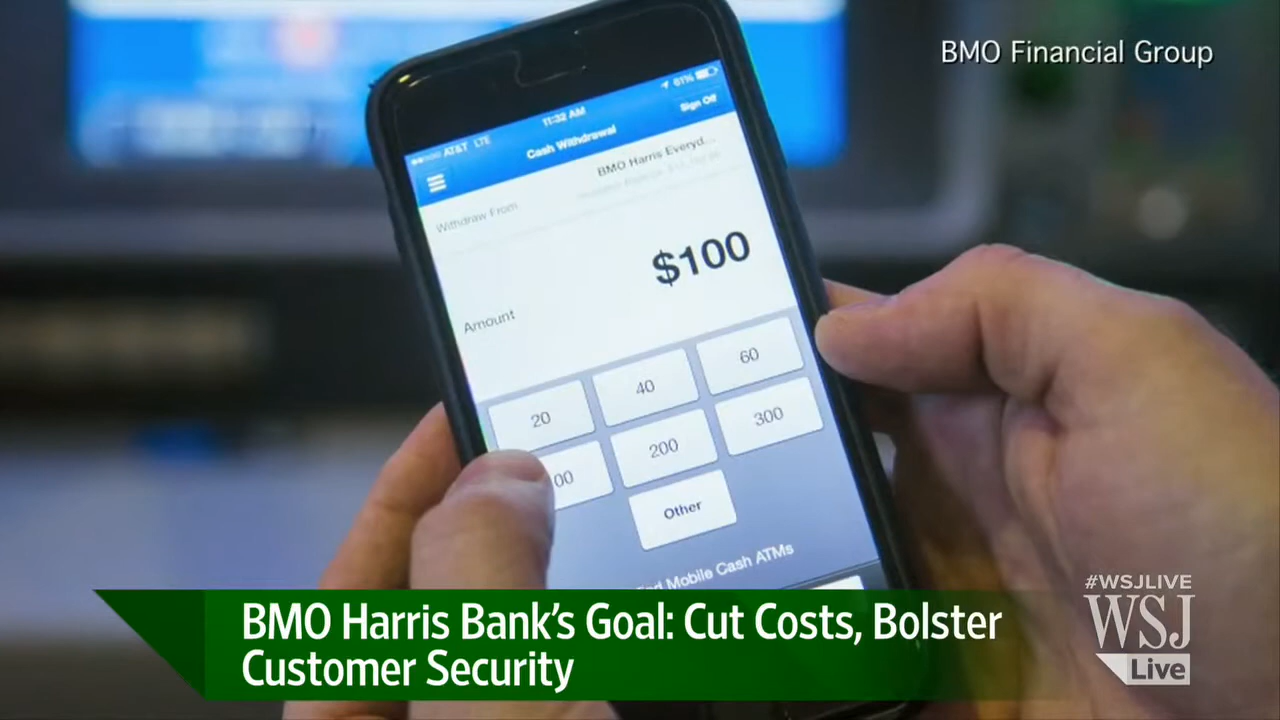 BMO Financial Group
61%
11:32 AM
AT&T LTE
Sign Off
Cash Withdrawal
BMO Harris Everyd...
Withdraw From
$100
Amount
20
40
60
00
200
300
Other
Mobile Cash ATMs
#WSJLIVE
WSJ
Live
BMO Harris Bank's Goal: Cut Costs, Bolster
Customer Security